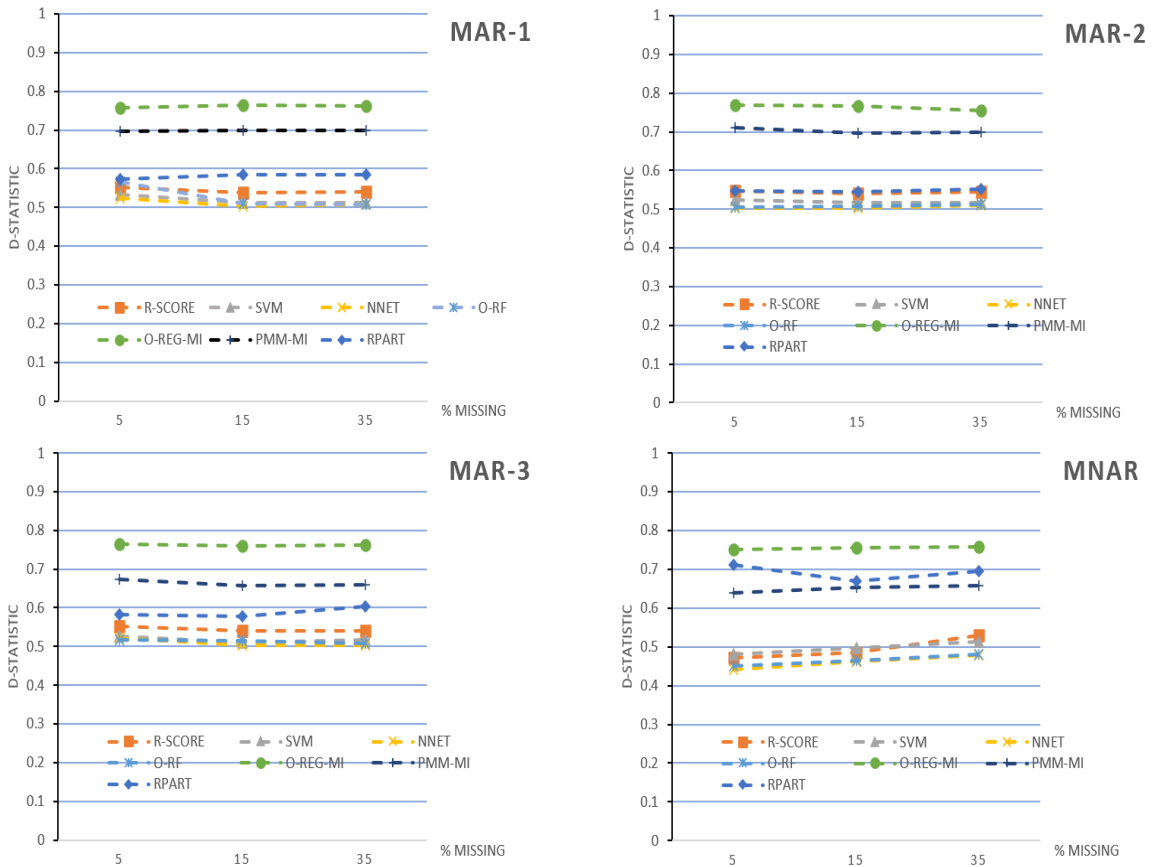 MAR-1
1
0.9
0.8
0.7
0.6
0.5
0.4
0.3
0.2
0.1
0
D-STATISTIC
R-SCORE SVM NNET O-RF
O-REG-MI PMM-MI RPART
5 15 35
% MISSING
MAR-2
1
0.9
0.8
0.7
0.6
0.5
0.4
0.3
0.2
0.1
0
D-STATISTIC
R-SCORE SVM NNET
O-RF O-REG-MI PMM-MI
RPART
5 15 35
% MISSING
MAR-3
1
0.9
0.8
0.7
0.6
0.5
0.4
0.3
0.2
0.1
0
D-STATISTIC
R-SCORE SVM NNET
O-RF O-REG-MI PMM-MI
RPART
5 15 35
% MISSING
MNAR
1
0.9
0.8
0.7
0.6
0.5
0.4
0.3
0.2
0.1
0
D-STATISTIC
R-SCORE SVM NNET
O-RF O-REG-MI PMM-MI
RPART
5 15 35
% MISSING